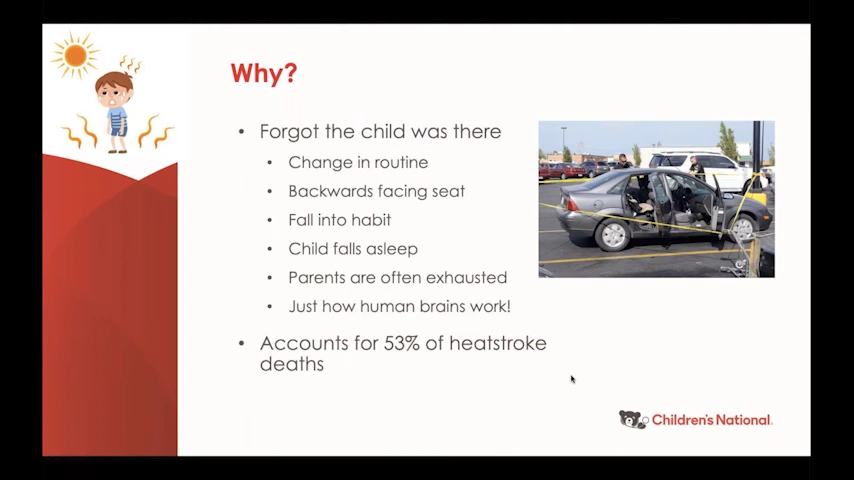 Why?
• Forgot the child was there
• Change in routine
• Backwards facing seat
• Fall into habit
• Child falls asleep
• Parents are often exhausted
• Just how human brains work!
• Accounts for 53% of heatstroke
deaths
Children's National.